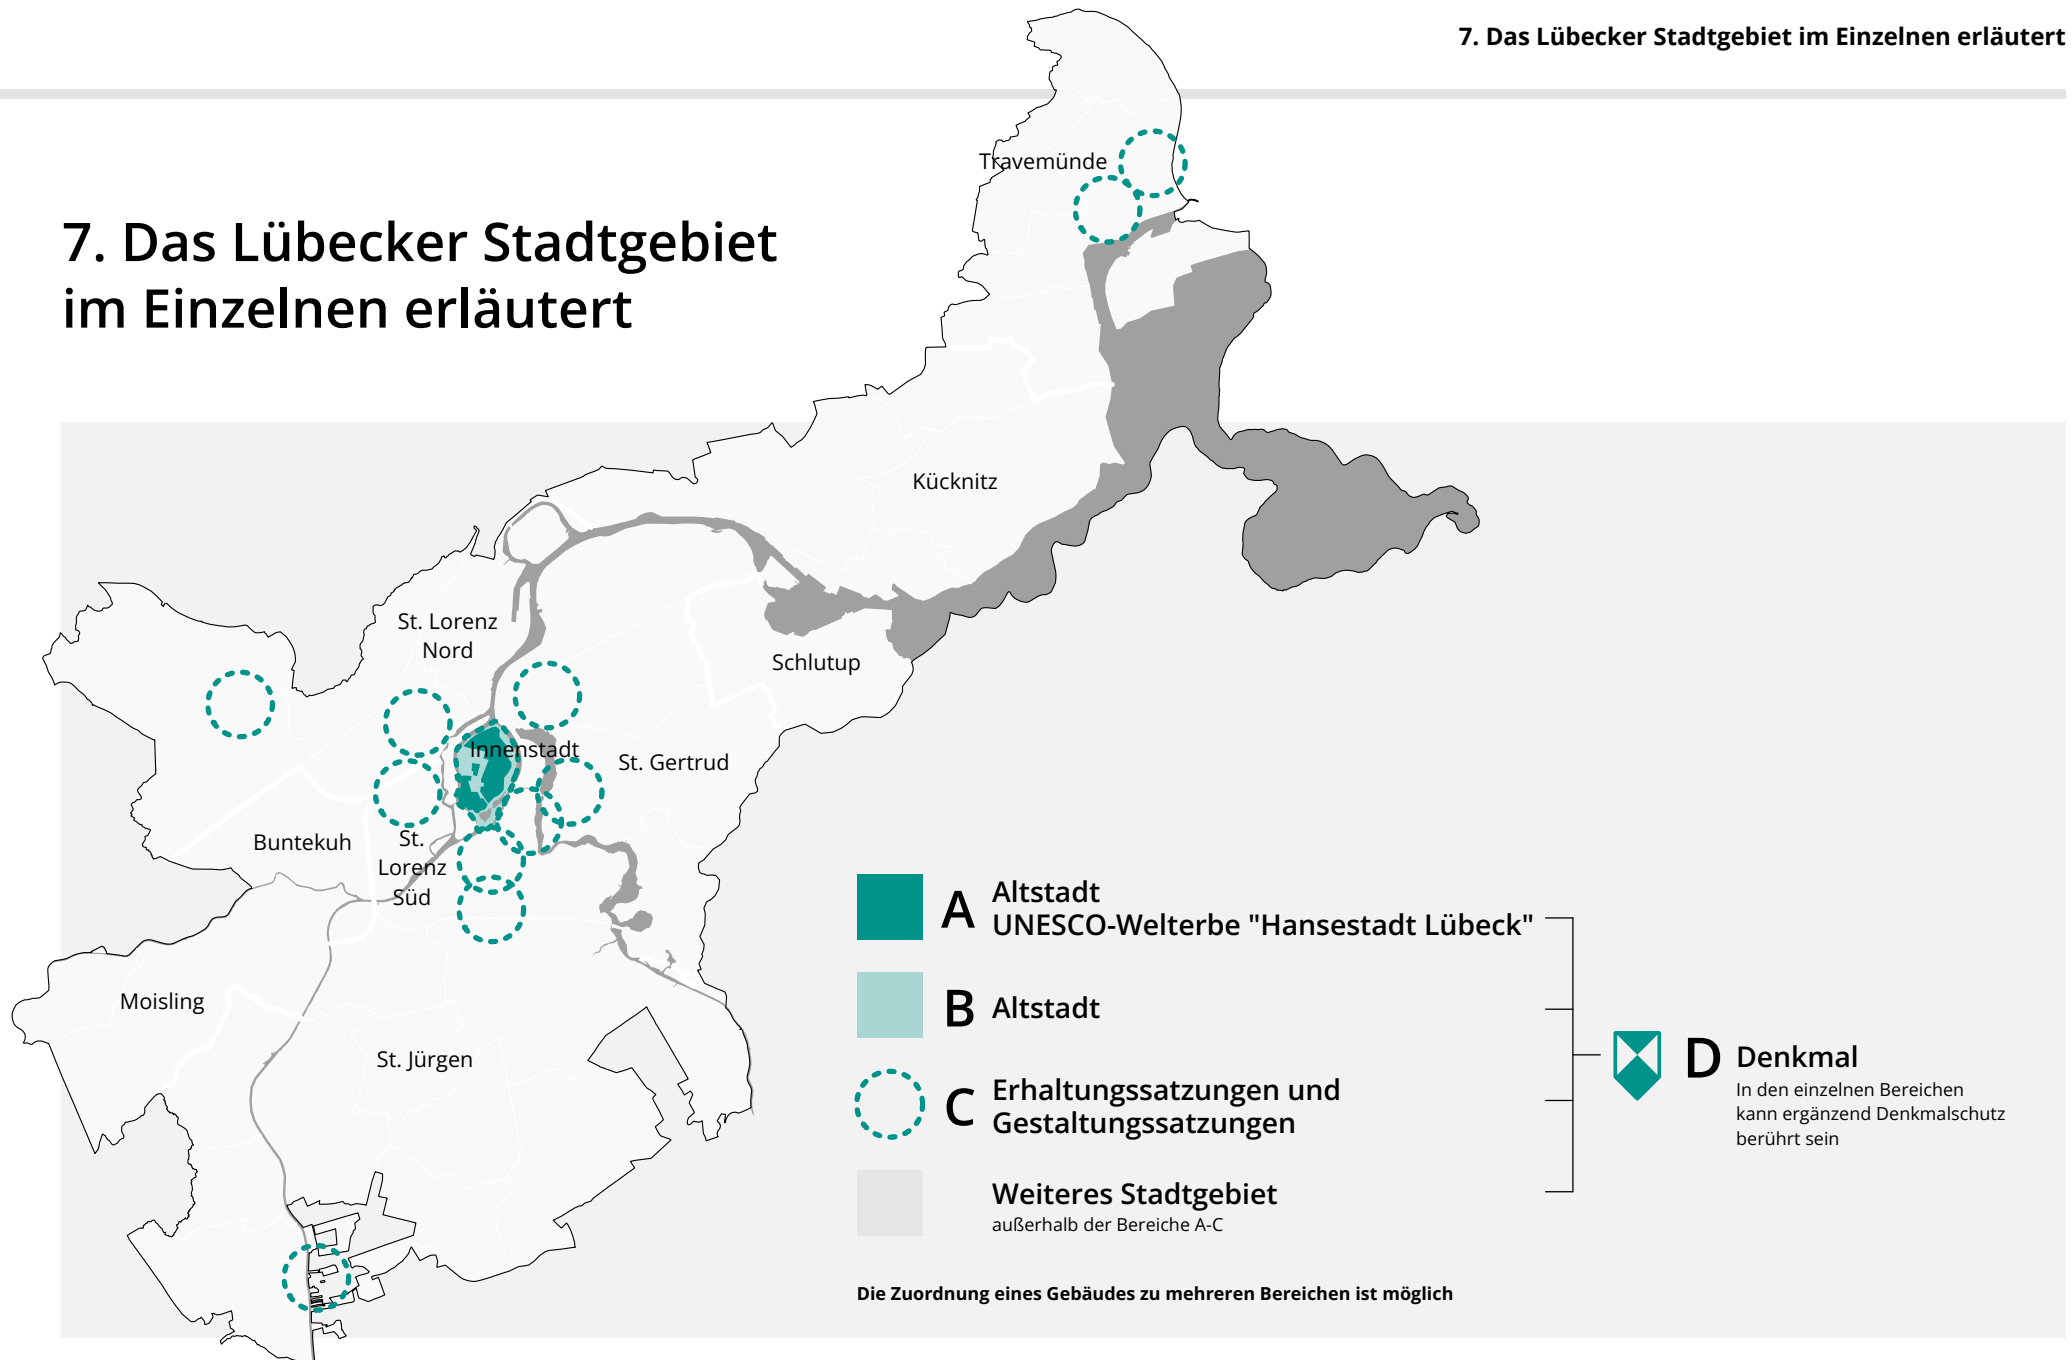 7. Das Lübecker Stadtgebiet im Einzelnen erläutert
7. Das Lübecker Stadtgebiet
im Einzelnen erläutert
Travemünde
Kücknitz
St. Lorenz
Nord
Schlutup
Innenstadt
St. Gertrud
Buntekuh
St.
Lorenz
Süd
Moisling
St. Jürgen
A Altstadt
UNESCO-Welterbe "Hansestadt Lübeck"
B Altstadt
C Erhaltungssatzungen und
Gestaltungssatzungen
Weiteres Stadtgebiet
außerhalb der Bereiche A-C
D Denkmal
In den einzelnen Bereichen
kann ergänzend Denkmalschutz
berührt sein
Die Zuordnung eines Gebäudes zu mehreren Bereichen ist möglich